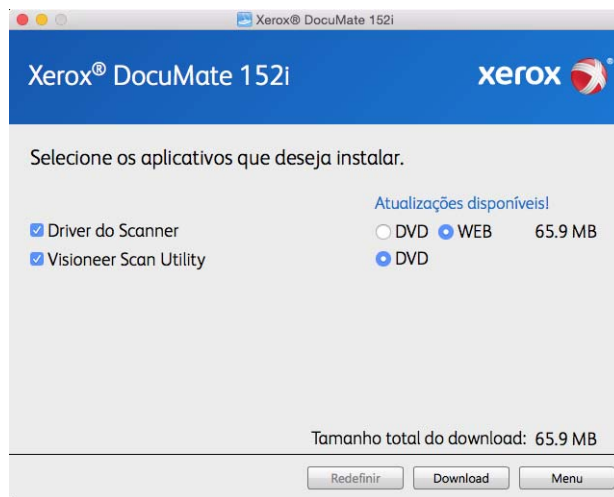 Xerox® DocuMate 152i
Xerox® DocuMate 152i
xerox ®
Selecione os aplicativos que deseja instalar.
Atualizações disponíveis!
Driver do Scanner DVD WEB 65.9 MB
Visioneer Scan Utility DVD
Tamanho total do download: 65.9 MB
Redefinir Download Menu